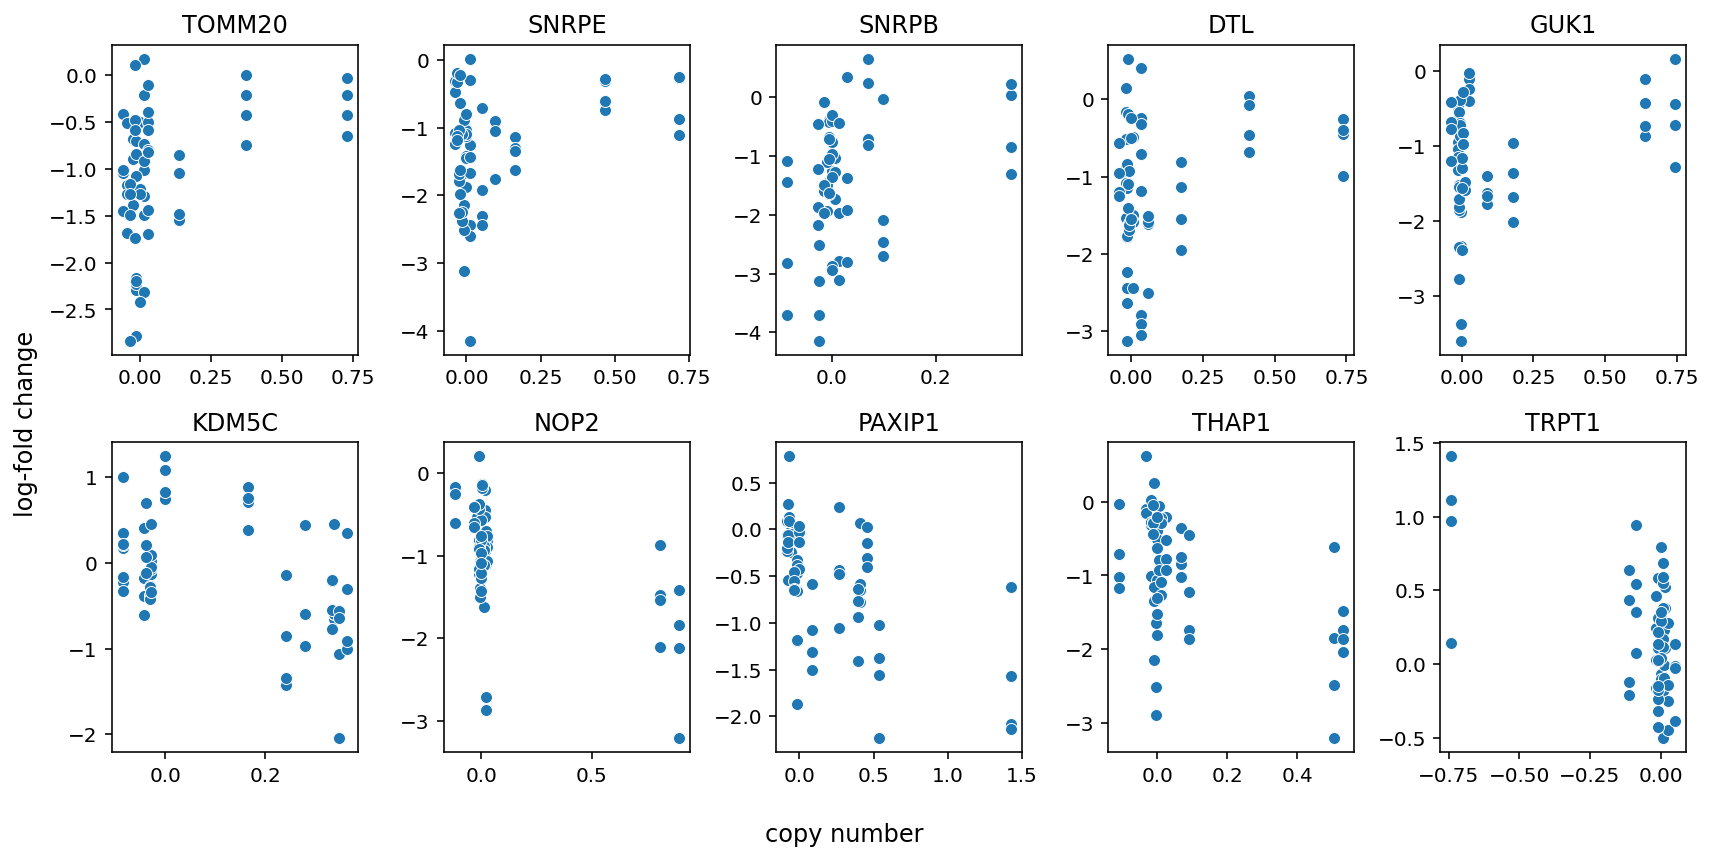 TOMM20 SNRPE SNRPB DTL GUK1
0.0 −0.5 −1.0 −1.5 −2.0 −2.5
0 −1 −2 −3 −4
0 −1 −2 −3 −4
0 −1 −2 −3
0 −1 −2 −3
0.00 0.25 0.50 0.75
0.00 0.25 0.50 0.75
0.0 0.2
0.00 0.25 0.50 0.75
0.00 0.25 0.50 0.75
log-fold change
KDM5C NOP2 PAXIP1 THAP1 TRPT1
1 0 −1 −2
0 −1 −2 −3
0.5 0.0 −0.5 −1.0 −1.5 −2.0
0 −1 −2 −3
1.5 1.0 0.5 0.0 −0.5
0.0 0.2
0.0 0.5
0.0 0.5 1.0 1.5
0.0 0.2 0.4
−0.75 −0.50 −0.25 0.00
copy number